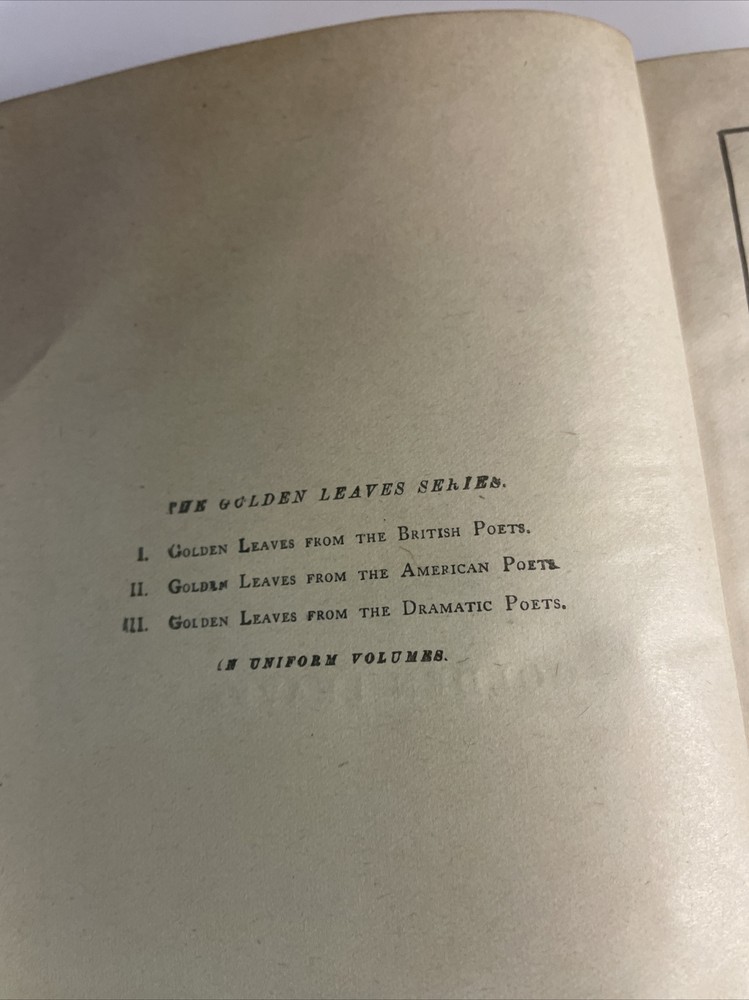 THE GOLDEN LEAVES SERIES.
I. GOLDEN LEAVES FROM THE BRITISH POETS.
II. GOLDEN LEAVES FROM THE AMERICAN POETS.
III. GOLDEN LEAVES FROM THE DRAMATIC POETS.
IN UNIFORM VOLUMES.